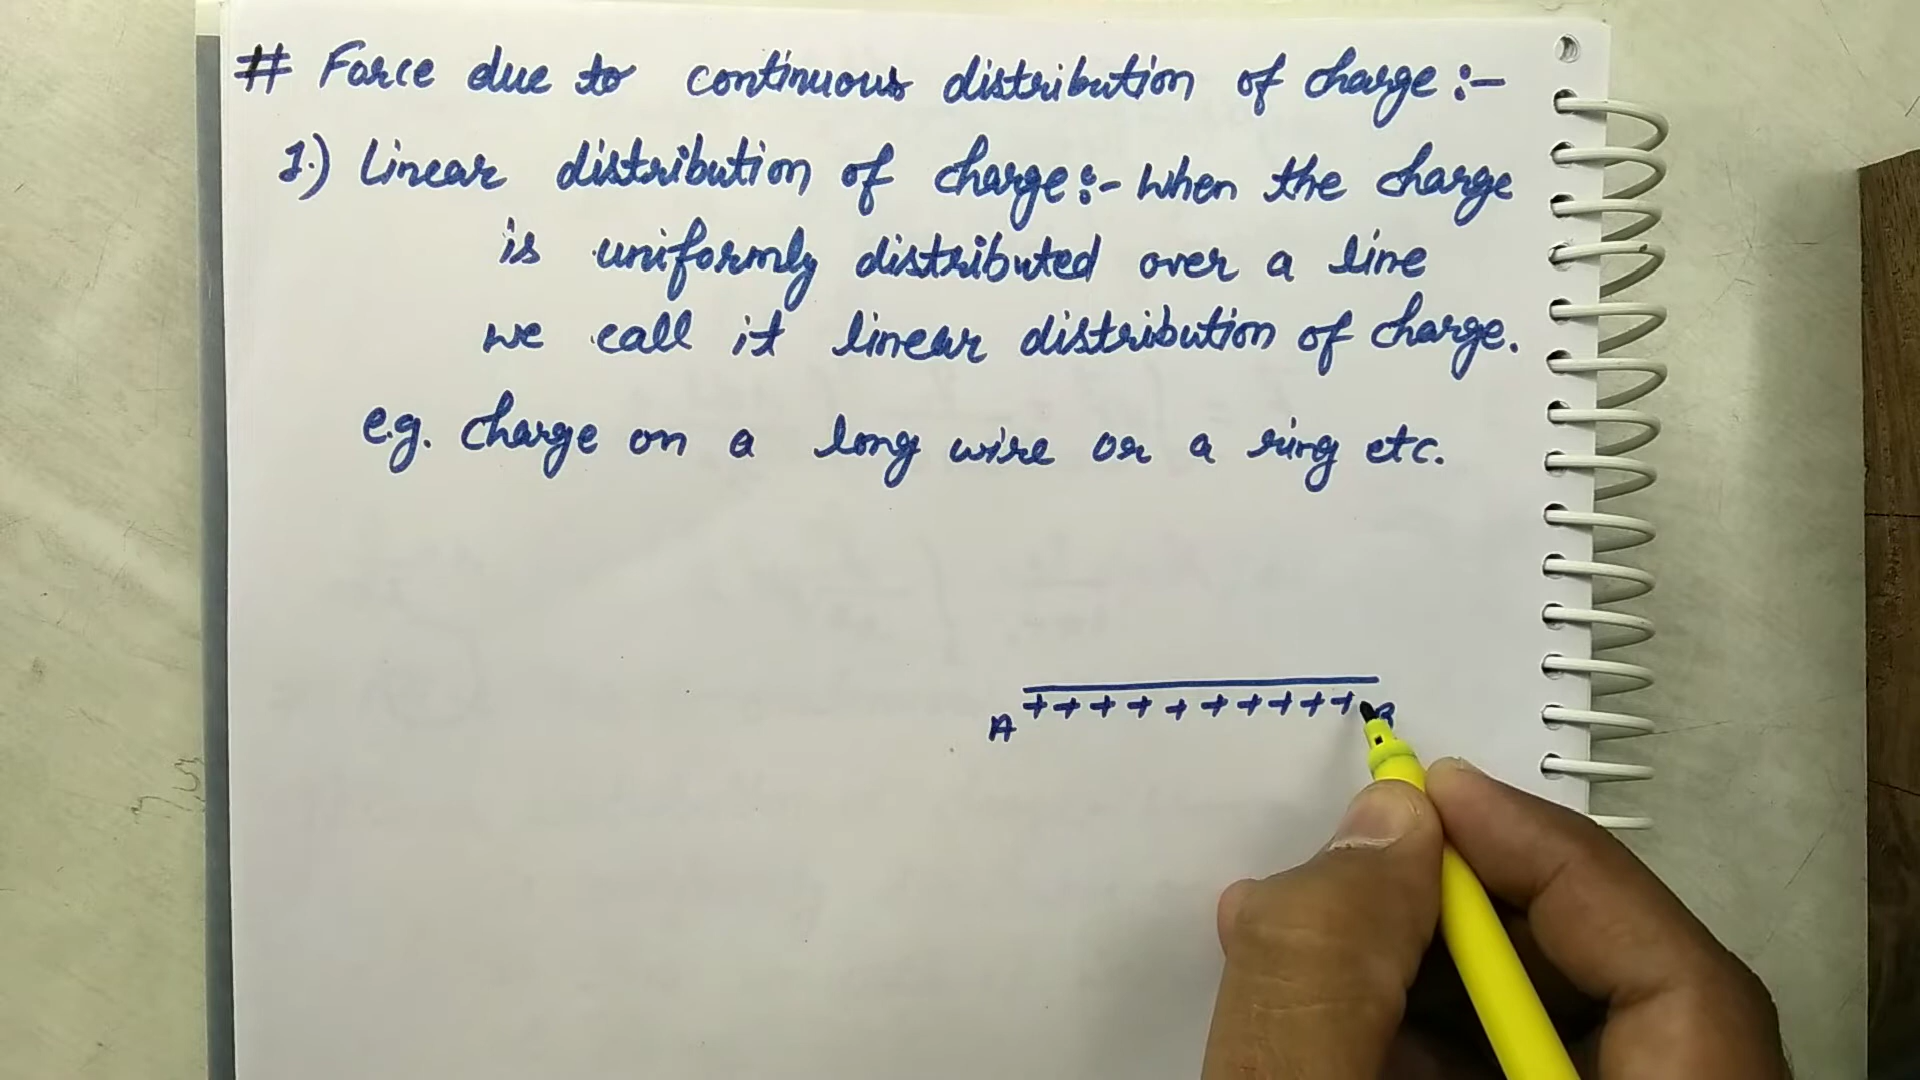 # Force due to continuous distribution of charge :-
1.) Linear distribution of charge:- When the charge
is uniformly distributed over a line
we call it linear distribution of charge.
e.g. charge on a long wire or a ring etc.
+ + + + + + + + + +
A B